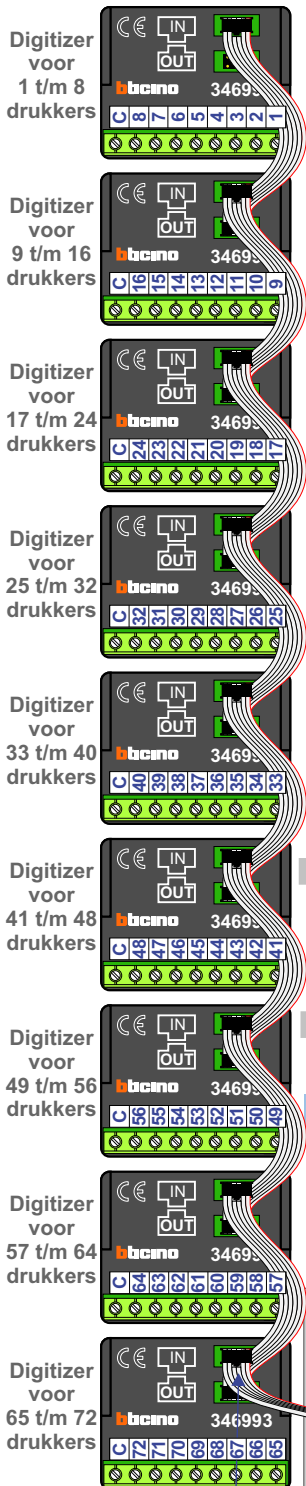 Digitizer
voor
1 t/m 8
drukkers
CE IN
OUT
bticino 34699
C 8 7 6 5 4 3 2 1
Digitizer
voor
9 t/m 16
drukkers
CE IN
OUT
bticino 34699
C 16 15 14 13 12 11 10 9
Digitizer
voor
17 t/m 24
drukkers
CE IN
OUT
bticino 34699
C 24 23 22 21 20 19 18 17
Digitizer
voor
25 t/m 32
drukkers
CE IN
OUT
bticino 34699
C 32 31 30 29 28 27 26 25
Digitizer
voor
33 t/m 40
drukkers
CE IN
OUT
bticino 34699
C 40 39 38 37 36 35 34 33
Digitizer
voor
41 t/m 48
drukkers
CE IN
OUT
bticino 34699
C 48 47 46 45 44 43 42 41
Digitizer
voor
49 t/m 56
drukkers
CE IN
OUT
bticino 34699
C 56 55 54 53 52 51 50 49
Digitizer
voor
57 t/m 64
drukkers
CE IN
OUT
bticino 34699
C 64 63 62 61 60 59 58 57
Digitizer
voor
65 t/m 72
drukkers
CE IN
OUT
bticino 346993
C 72 71 70 69 68 67 66 65